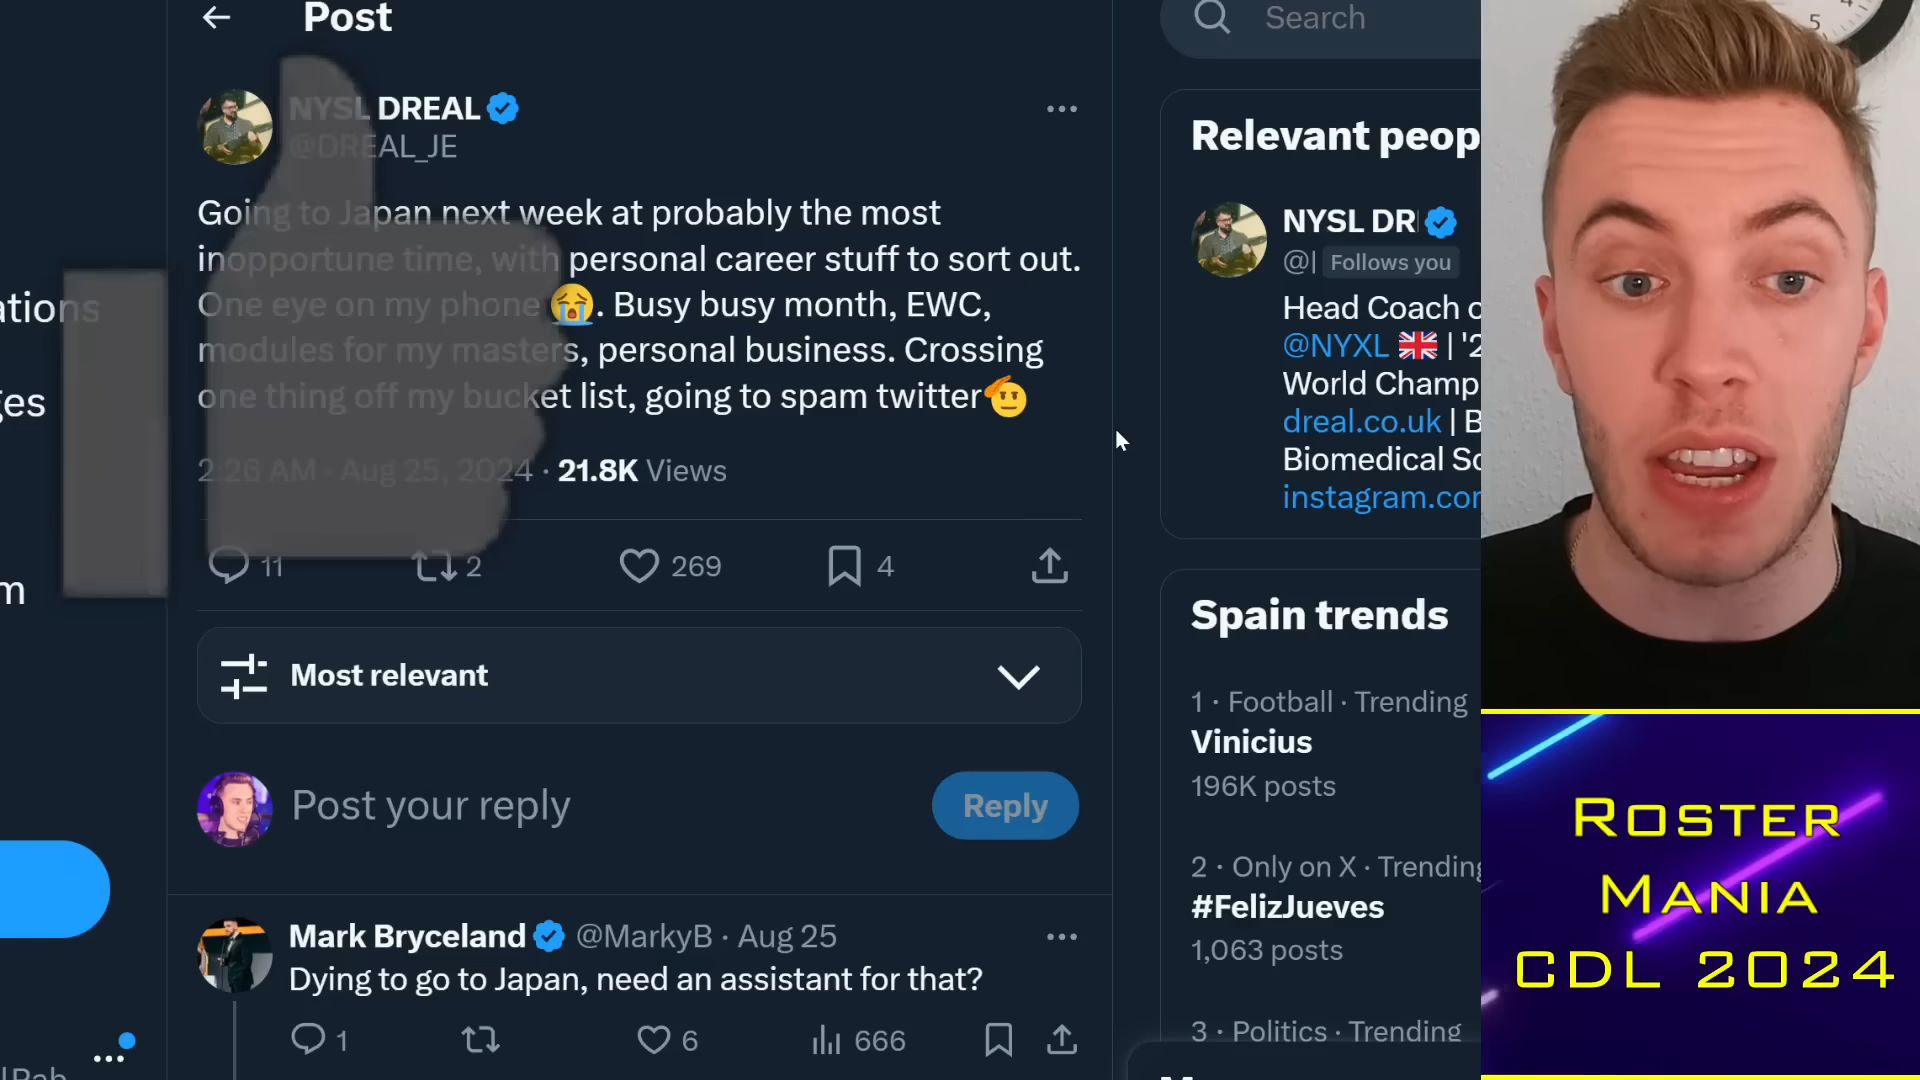 Post
Search
NYSL DREAL
@DREAL_JE
Going to Japan next week at probably the most
inopportune time, with personal career stuff to sort out.
One eye on my phone 😭. Busy busy month, EWC,
modules for my masters, personal business. Crossing
one thing off my bucket list, going to spam twitter🫡
2:26 AM · Aug 25, 2024 · 21.8K Views
11 2 269 4
Most relevant
Post your reply
Reply
Mark Bryceland @MarkyB · Aug 25
Dying to go to Japan, need an assistant for that?
1 6 666
Relevant peop
NYSL DR
@| Follows you
Head Coach o
@NYXL 🇬🇧 | '2
World Champ
dreal.co.uk | B
Biomedical Sc
instagram.cor
Spain trends
1 · Football · Trending
Vinicius
196K posts
2 · Only on X · Trending
#FelizJueves
1,063 posts
3 · Politics · Trending
ations
ges
m
5
ROSTER
MANIA
CDL 2024